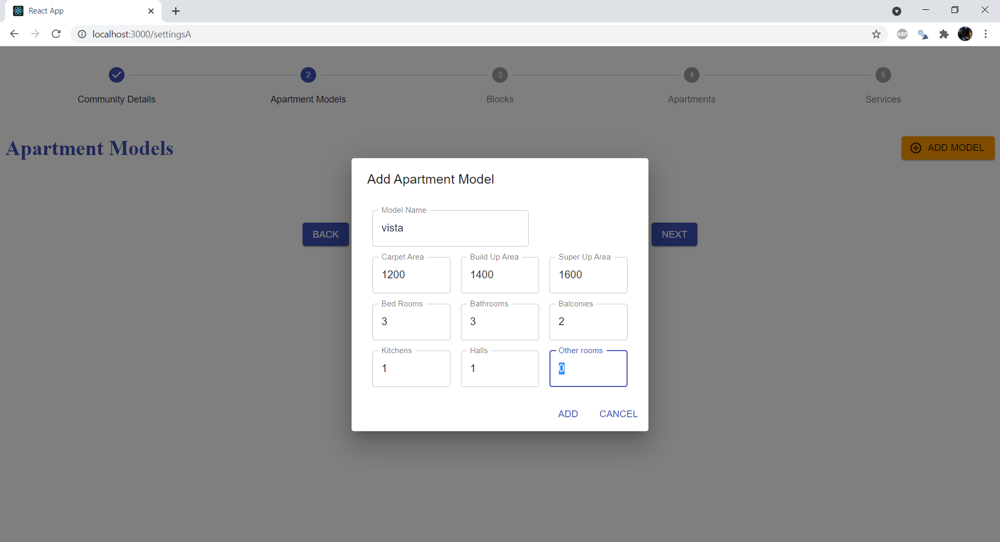 React App
localhost:3000/settingsA
ABP
2 3 4 5
Community Details Apartment Models Blocks Apartments Services
Apartment Models
ADD MODEL
BACK
NEXT
Add Apartment Model
Model Name
vista
Carpet Area Build Up Area Super Up Area
1200 1400 1600
Bed Rooms Bathrooms Balconies
3 3 2
Kitchens Halls Other rooms
1 1 0
ADD CANCEL